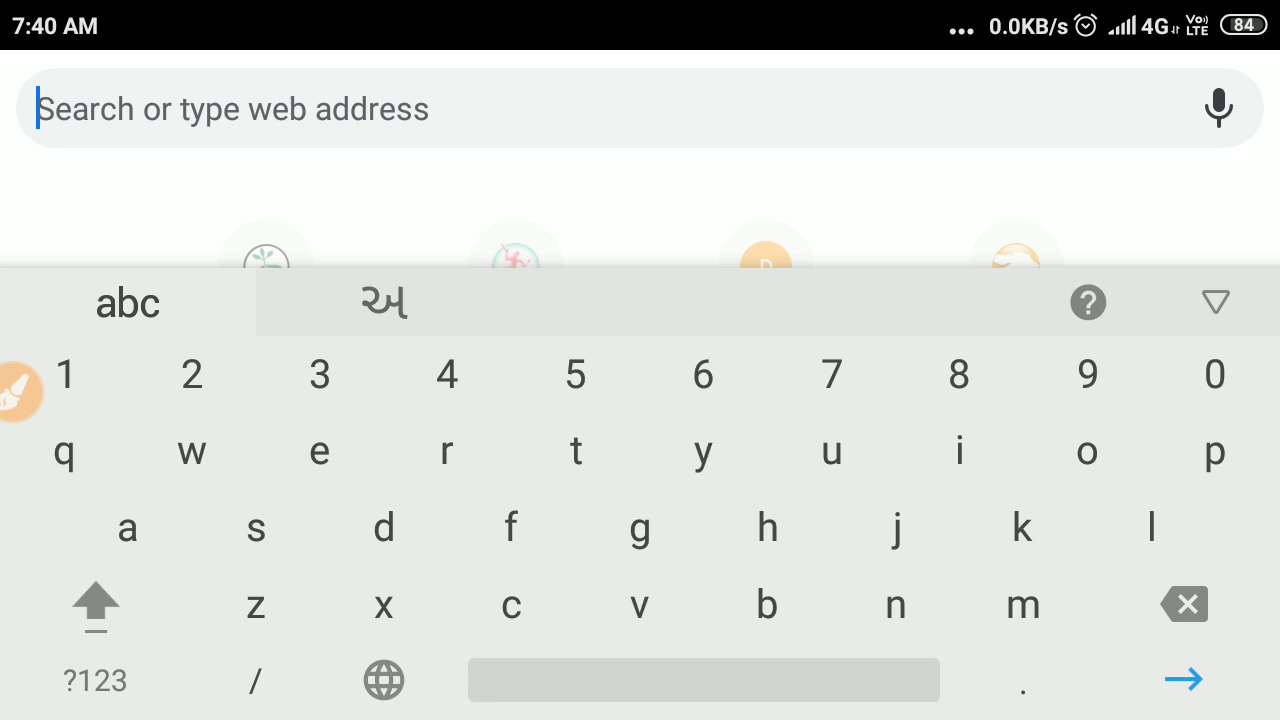 7:40 AM ... 0.0KB/s 4G Vo) LTE 84
Search or type web address
abc અ ?
1 2 3 4 5 6 7 8 9 0
q w e r t y u i o p
a s d f g h j k l
z x c v b n m
?123 / .